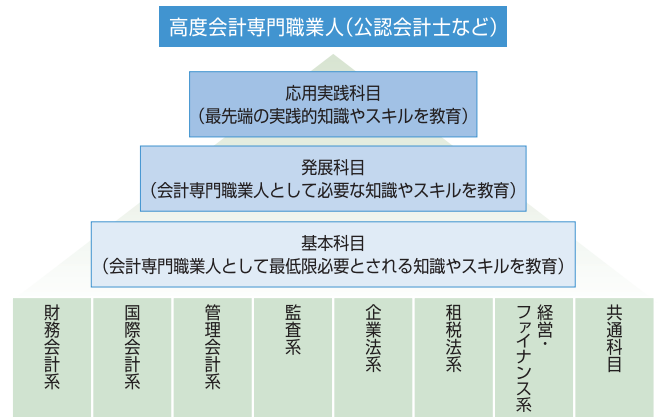 高度会計専門職業人（公認会計士など）
応用実践科目
（最先端の実践的知識やスキルを教育）
発展科目
（会計専門職業人として必要な知識やスキルを教育）
基本科目
（会計専門職業人として最低限必要とされる知識やスキルを教育）
財務会計系
国際会計系
管理会計系
監査系
企業法系
租税法系
経営・
ファイナンス系
共通科目